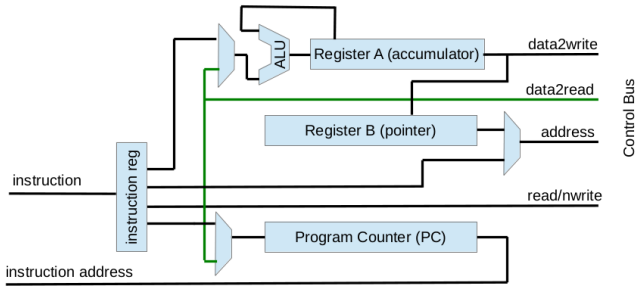 data2write
ALU
Register A (accumulator)
data2read
Control Bus
Register B (pointer)
address
instruction reg
instruction
read/nwrite
Program Counter (PC)
instruction address